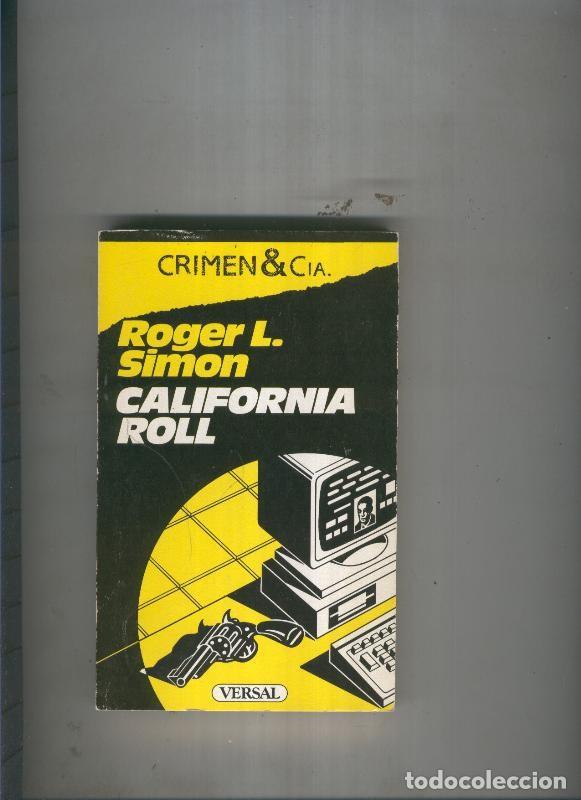 CRIMEN&CIA.
Roger L.
Simon
CALIFORNIA
ROLL
VERSAL
todocoleccion